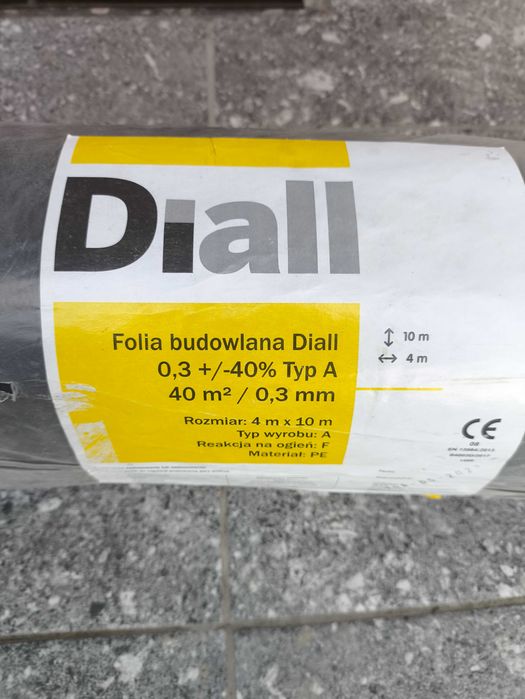 Diall
Folia budowlana Diall
0,3 +/-40% Typ A
40 m² / 0,3 mm
Rozmiar: 4 m x 10 m
Typ wyrobu: A
Reakcja na ogień: F
Materiał: PE
10 m
4 m
CE